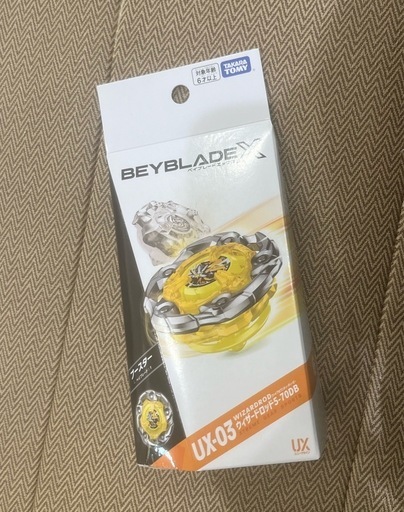 対象年齢
6才以上
TAKARA
TOMY
BEYBLADE X
ベイブレードエックス
ブースター
UX-03
WIZARDROD
ウィザードロッド5-70DB
UX